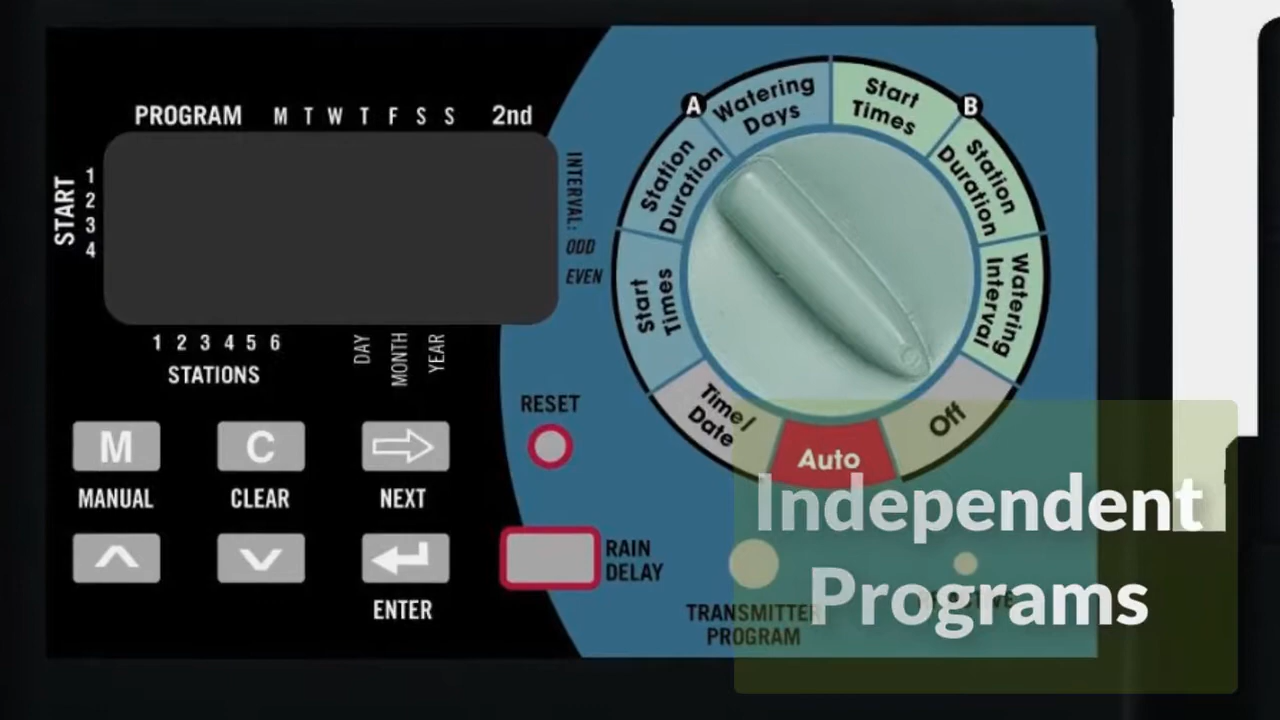 PROGRAM M T W T F S S 2nd
START
1
2
3
4
INTERVAL:
ODD
EVEN
1 2 3 4 5 6
STATIONS
DAY
MONTH
YEAR
M
MANUAL
C
CLEAR
NEXT
ENTER
RESET
RAIN
DELAY
TRANSMITTER
PROGRAM
A
Watering
Days
Start
Times
B
Station
Duration
Watering
Interval
Off
Auto
Time/
Date
Start
Times
Station
Duration
Independent
Programs